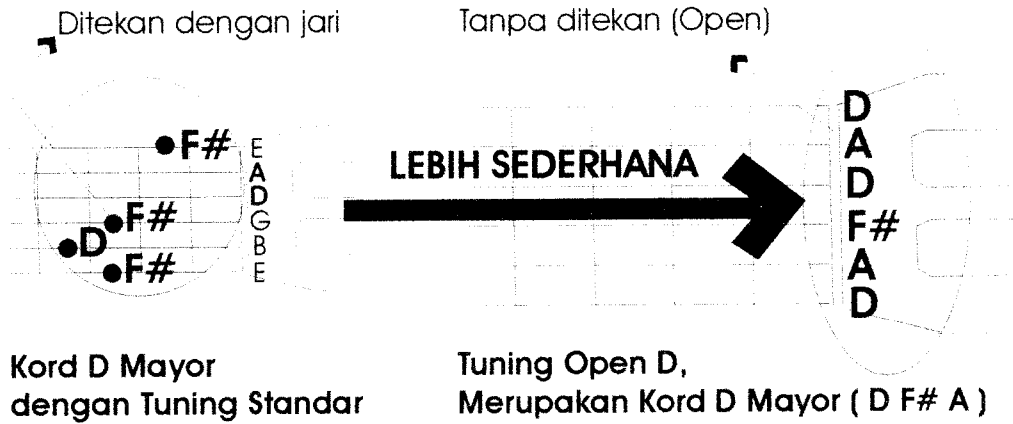 Ditekan dengan jari
Tanpa ditekan (Open)
F# E
A
D
F# G
D B
F# E
LEBIH SEDERHANA
D
A
D
F#
A
D
Kord D Mayor
dengan Tuning Standar
Tuning Open D,
Merupakan Kord D Mayor ( D F# A )